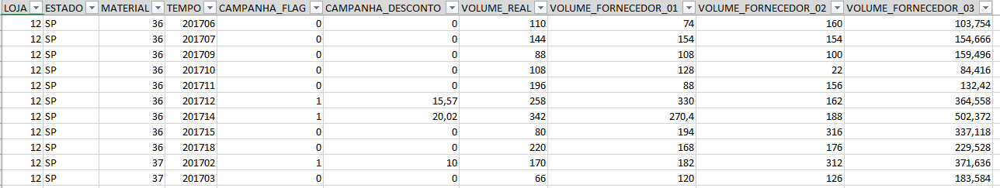 LOJA ESTADO MATERIAL TEMPO CAMPANHA_FLAG CAMPANHA_DESCONTO VOLUME_REAL VOLUME_FORNECEDOR_01 VOLUME_FORNECEDOR_02 VOLUME_FORNECEDOR_03
12 SP 36 201706 0 0 110 74 160 103,754
12 SP 36 201707 0 0 144 154 154 154,666
12 SP 36 201709 0 0 88 108 100 159,496
12 SP 36 201710 0 0 108 128 22 84,416
12 SP 36 201711 0 0 196 88 156 132,42
12 SP 36 201712 1 15,57 258 330 162 364,558
12 SP 36 201714 1 20,02 342 270,4 188 502,372
12 SP 36 201715 0 0 80 194 316 337,118
12 SP 36 201718 0 0 220 168 176 229,528
12 SP 37 201702 1 10 170 182 312 371,636
12 SP 37 201703 0 0 66 120 126 183,584